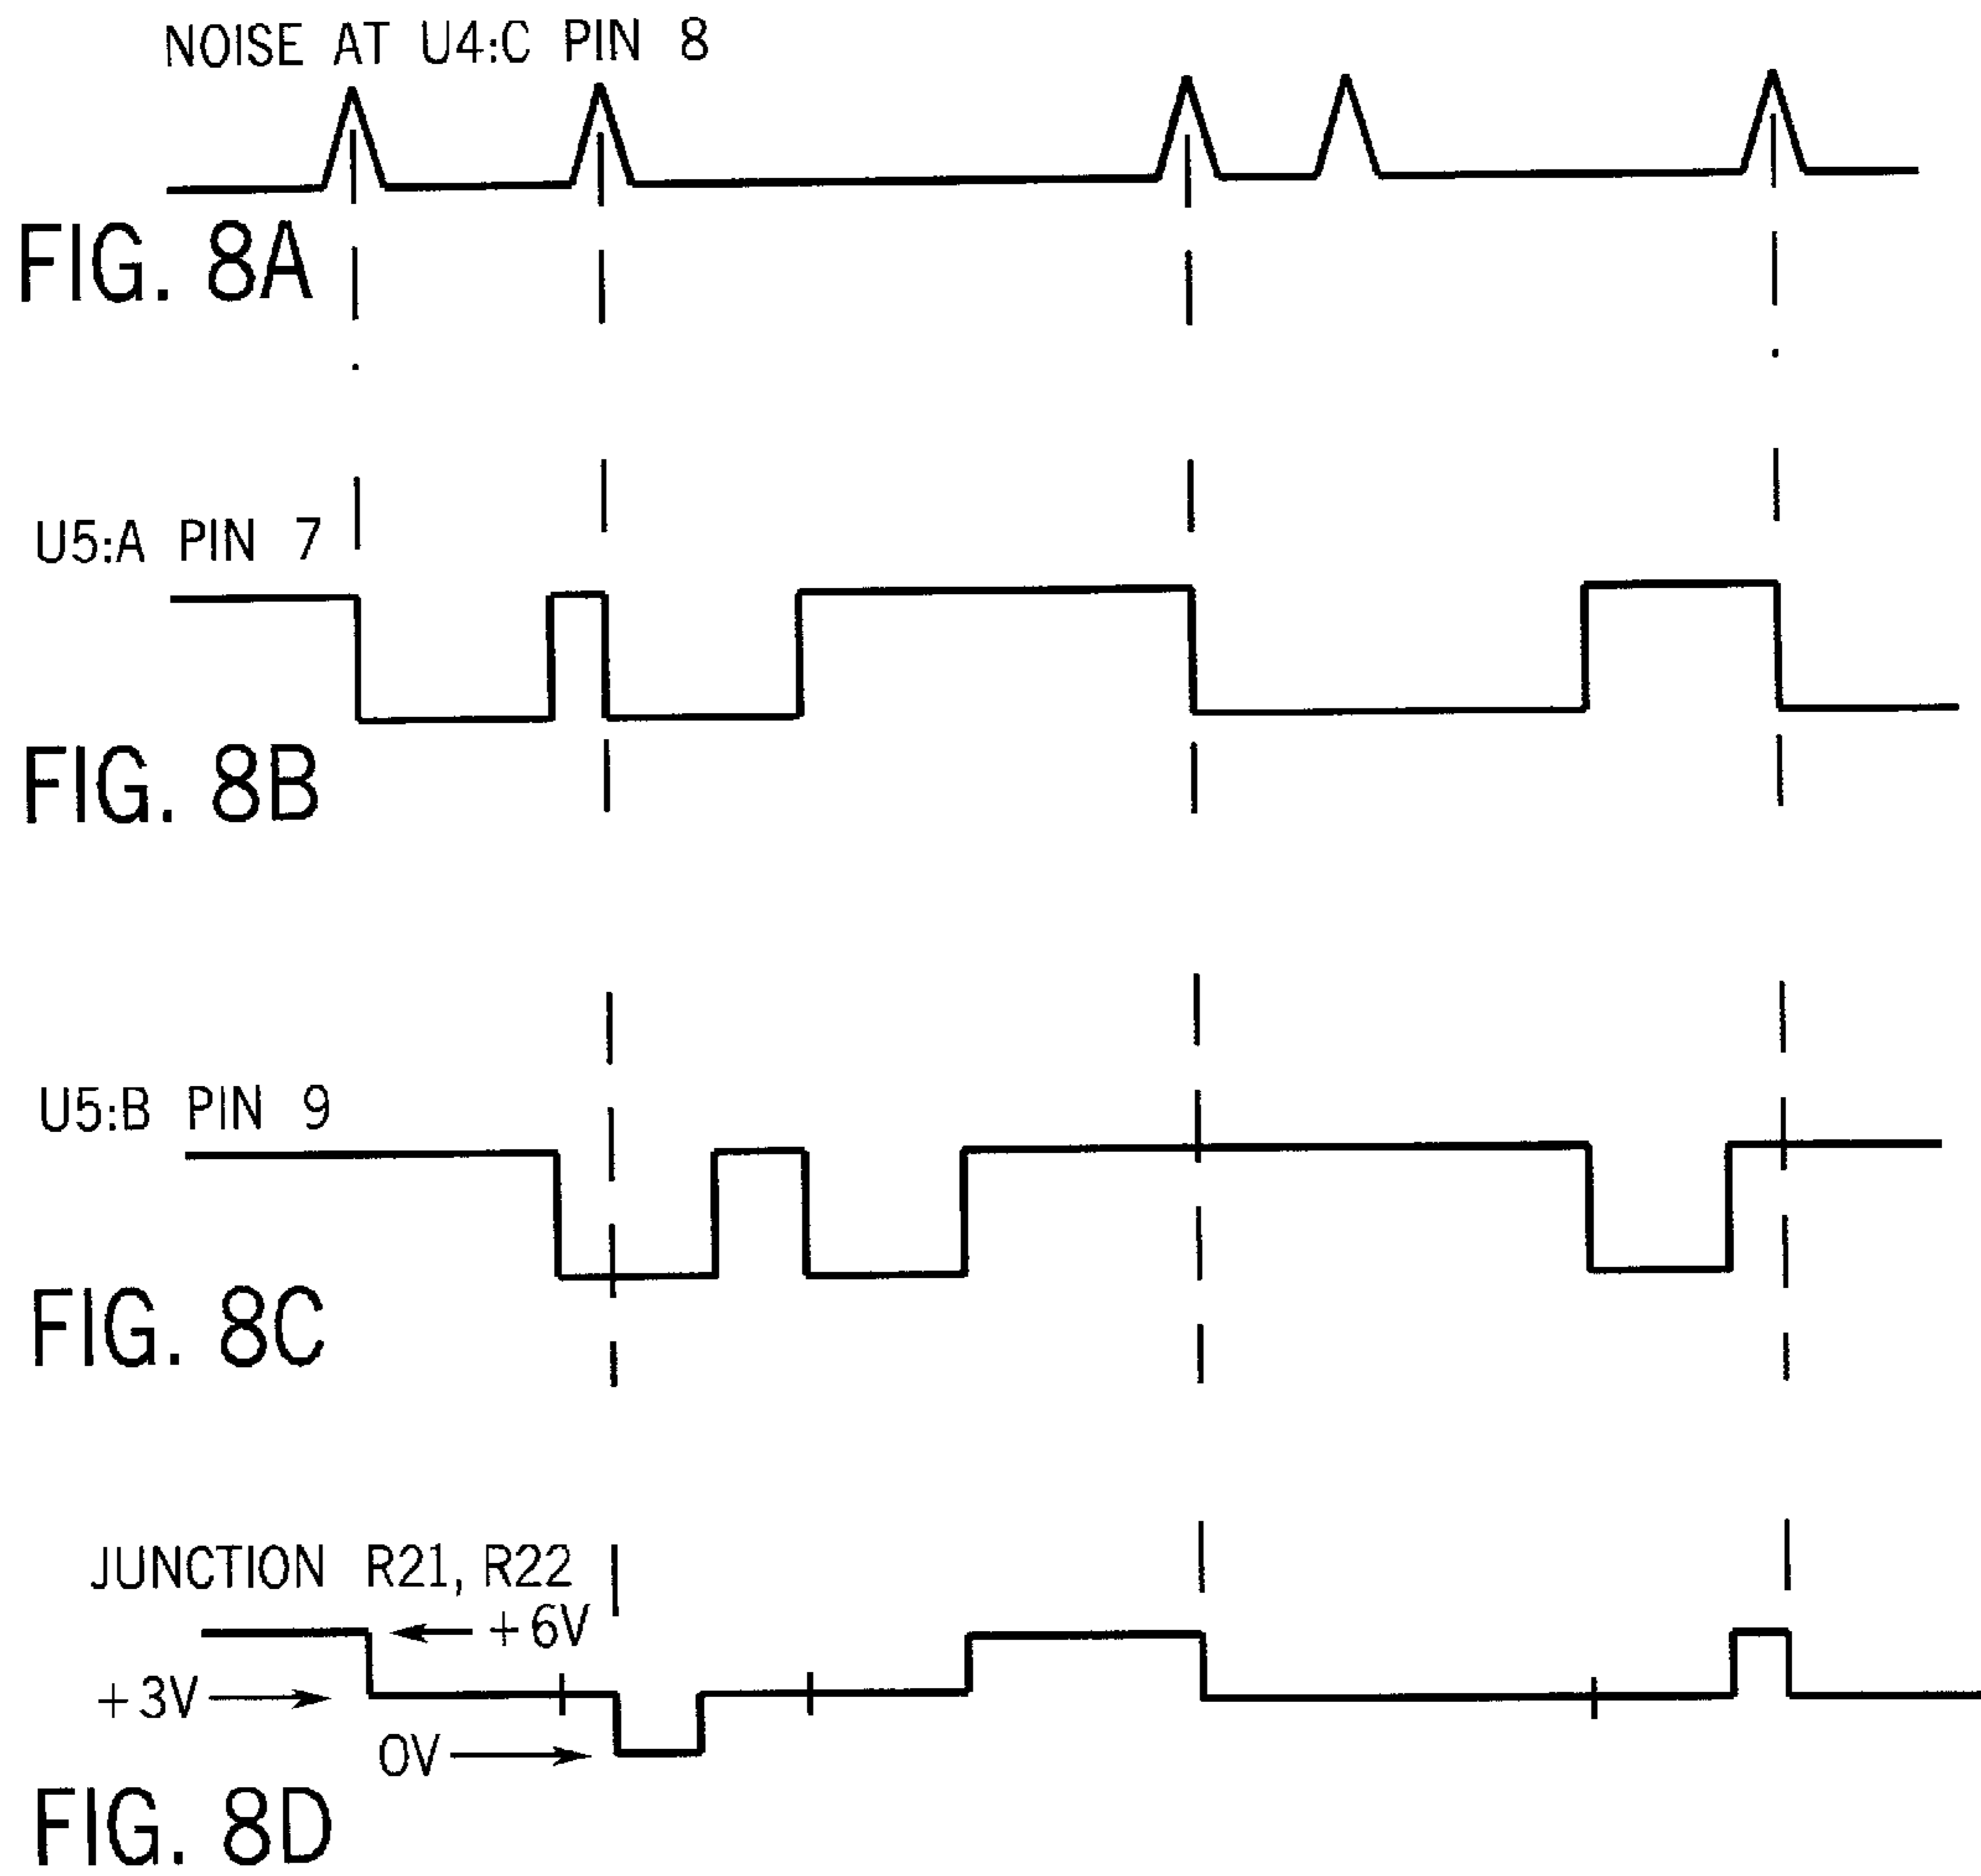 NOISE AT U4:C PIN 8
FIG. 8A
U5:A PIN 7
FIG. 8B
U5:B PIN 9
FIG. 8C
JUNCTION R21, R22
+6V
+3V
0V
FIG. 8D